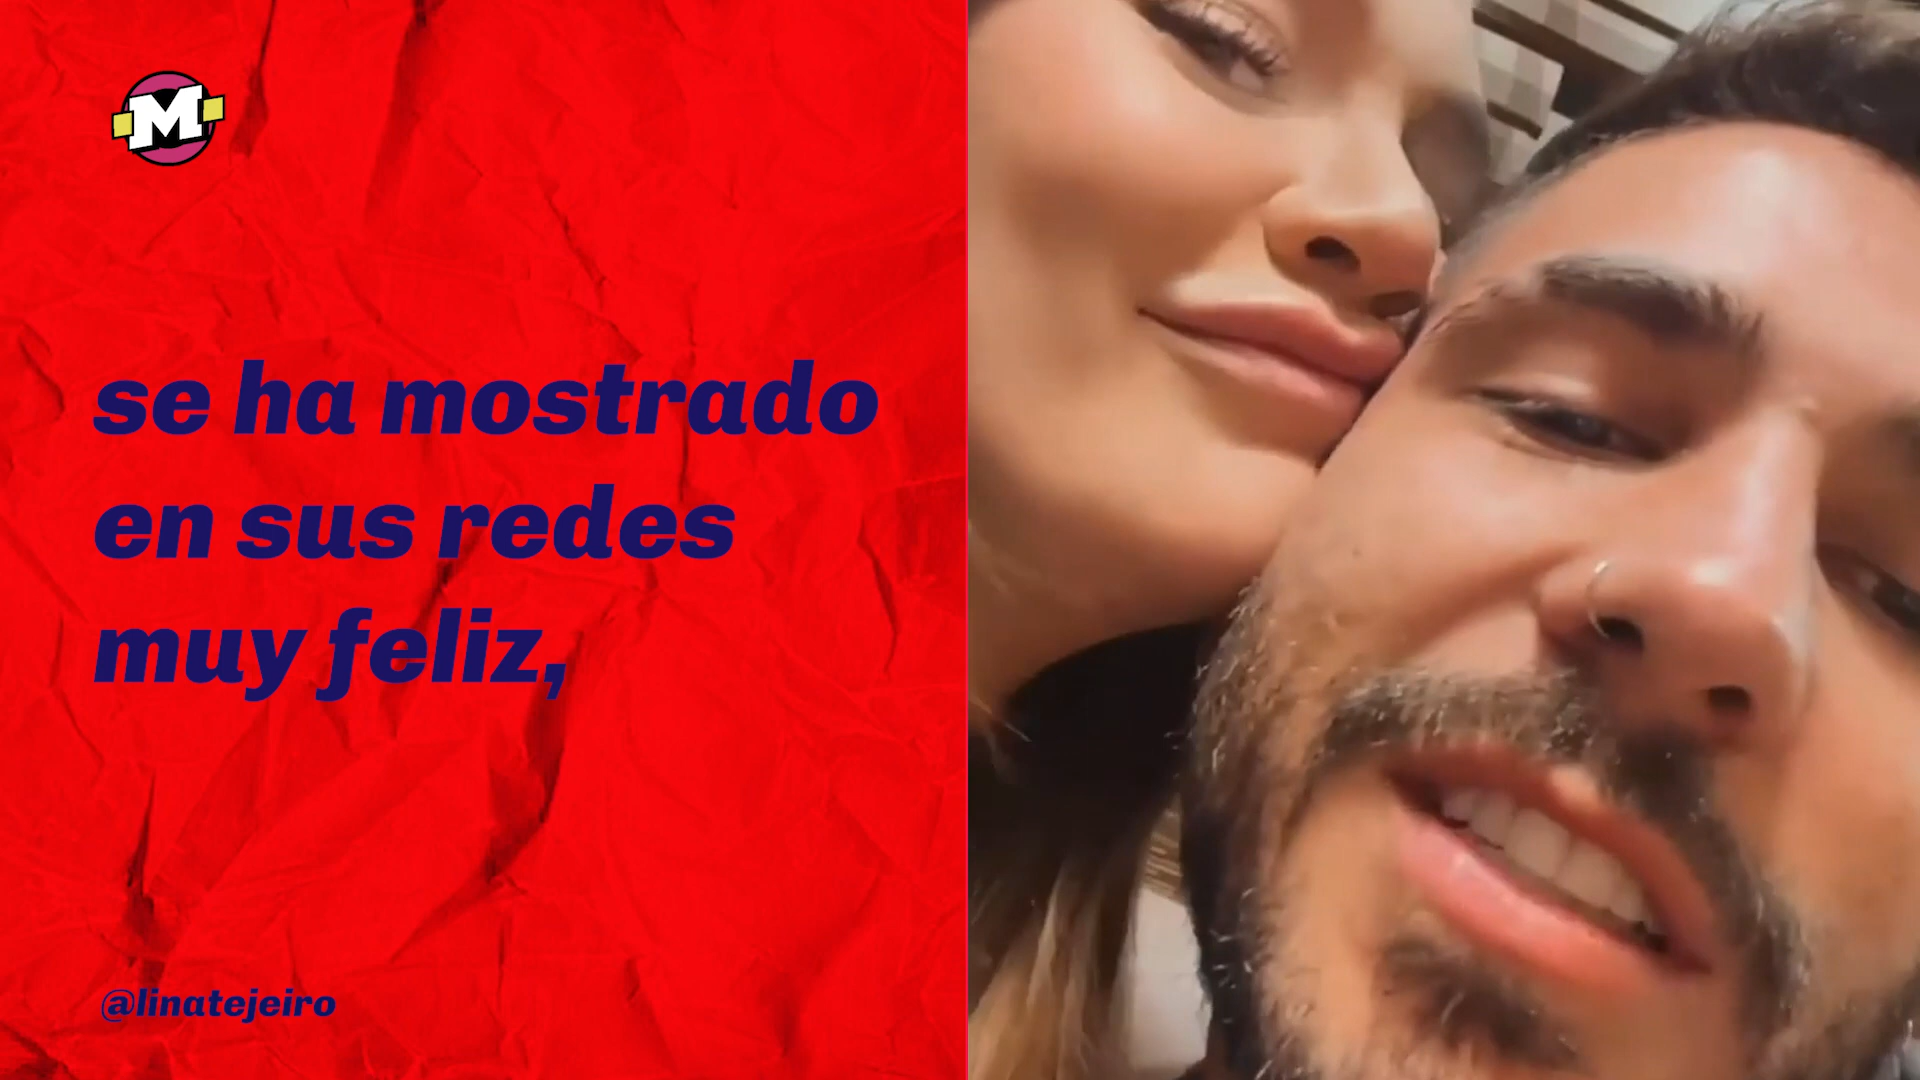 M
se ha mostrado
en sus redes
muy feliz,
@linatejeiro